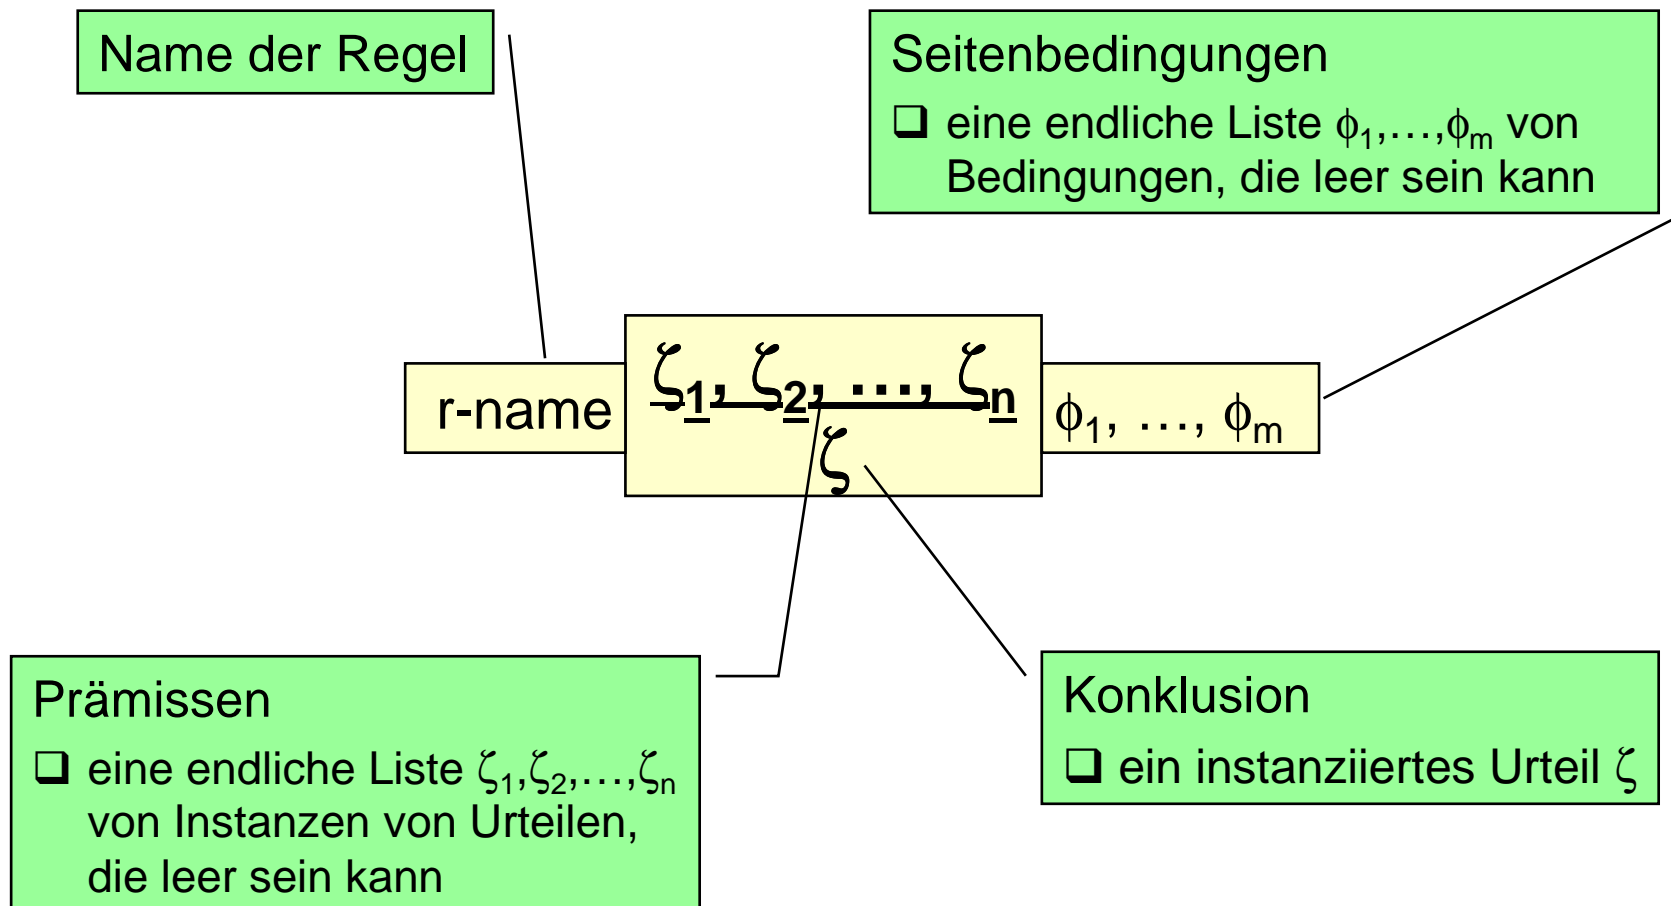 Name der Regel
Seitenbedingungen
❑ eine endliche Liste ϕ₁,…,ϕₘ von
Bedingungen, die leer sein kann
r-name
ζ₁, ζ₂, …, ζₙ
ζ
ϕ₁, …, ϕₘ
Prämissen
❑ eine endliche Liste ζ₁,ζ₂,…,ζₙ
von Instanzen von Urteilen,
die leer sein kann
Konklusion
❑ ein instanziiertes Urteil ζ